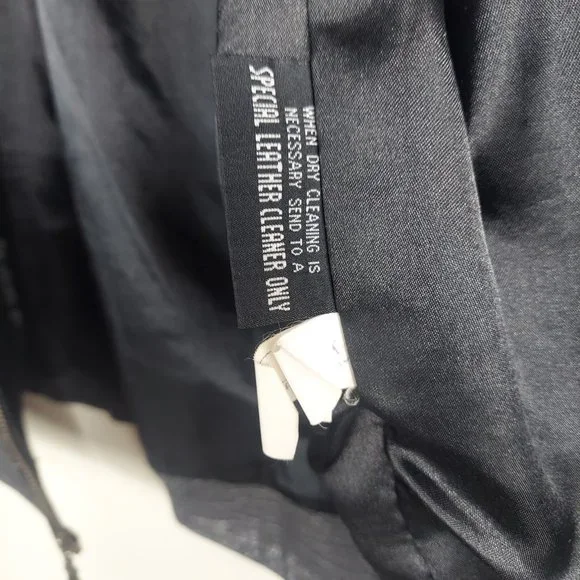 WHEN DRY CLEANING IS
NECESSARY SEND TO A
SPECIAL LEATHER CLEANER ONLY